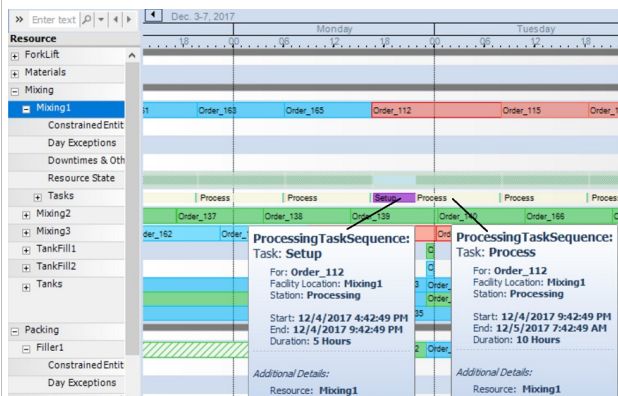 Enter text
Dec. 3-7, 2017
Monday
Tuesday
Resource
18 00 06 12 18 00 06 12 18
ForkLift
Materials
Mixing
Mixing1
Order_163 Order_165 Order_112 Order_115
ConstrainedEntit
Day Exceptions
Downtimes & Oth
Resource State
Tasks
Process Process Setup Process Process Proces
Mixing2
Order_137 Order_138 Order_139 Order_140 Order_166
Mixing3
der_162 Order_
TankFill1
TankFill2
Tanks
Packing
Filler1
ConstrainedEntit
Day Exceptions
ProcessingTaskSequence:
Task: Setup
For: Order_112
Facility Location: Mixing1
Station: Processing
Start: 12/4/2017 4:42:49 PM
End: 12/4/2017 9:42:49 PM
Duration: 5 Hours
Additional Details:
Resource: Mixing1
ProcessingTaskSequence:
Task: Process
For: Order_112
Facility Location: Mixing1
Station: Processing
Start: 12/4/2017 9:42:49 PM
End: 12/5/2017 7:42:49 AM
Duration: 10 Hours
Additional Details:
Resource: Mixing1